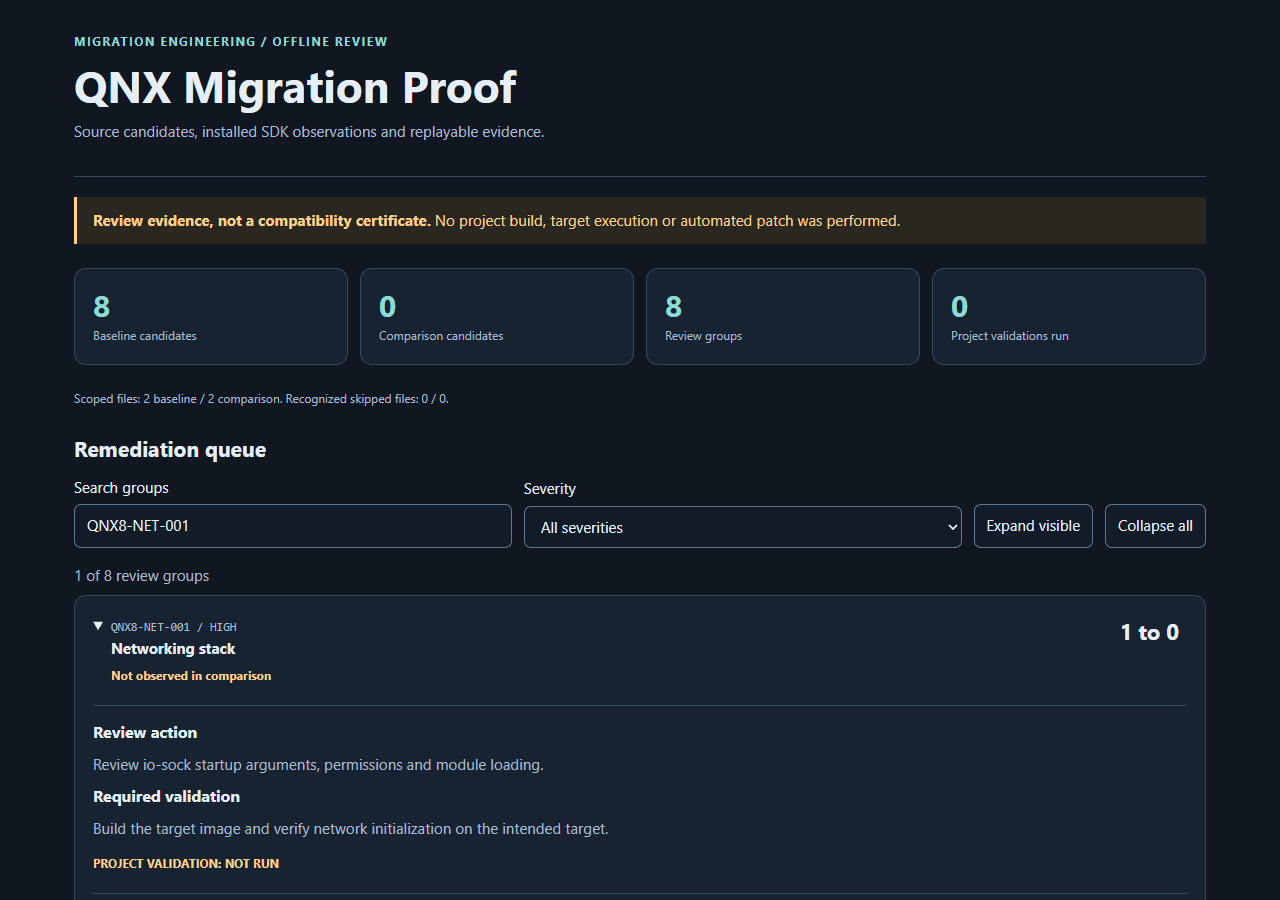 MIGRATION ENGINEERING / OFFLINE REVIEW
QNX Migration Proof
Source candidates, installed SDK observations and replayable evidence.
Review evidence, not a compatibility certificate. No project build, target execution or automated patch was performed.
8
Baseline candidates
0
Comparison candidates
8
Review groups
0
Project validations run
Scoped files: 2 baseline / 2 comparison. Recognized skipped files: 0 / 0.
Remediation queue
Search groups
Severity
QNX8-NET-001
All severities
Expand visible
Collapse all
1 of 8 review groups
QNX8-NET-001 / HIGH
1 to 0
Networking stack
Not observed in comparison
Review action
Review io-sock startup arguments, permissions and module loading.
Required validation
Build the target image and verify network initialization on the intended target.
PROJECT VALIDATION: NOT RUN